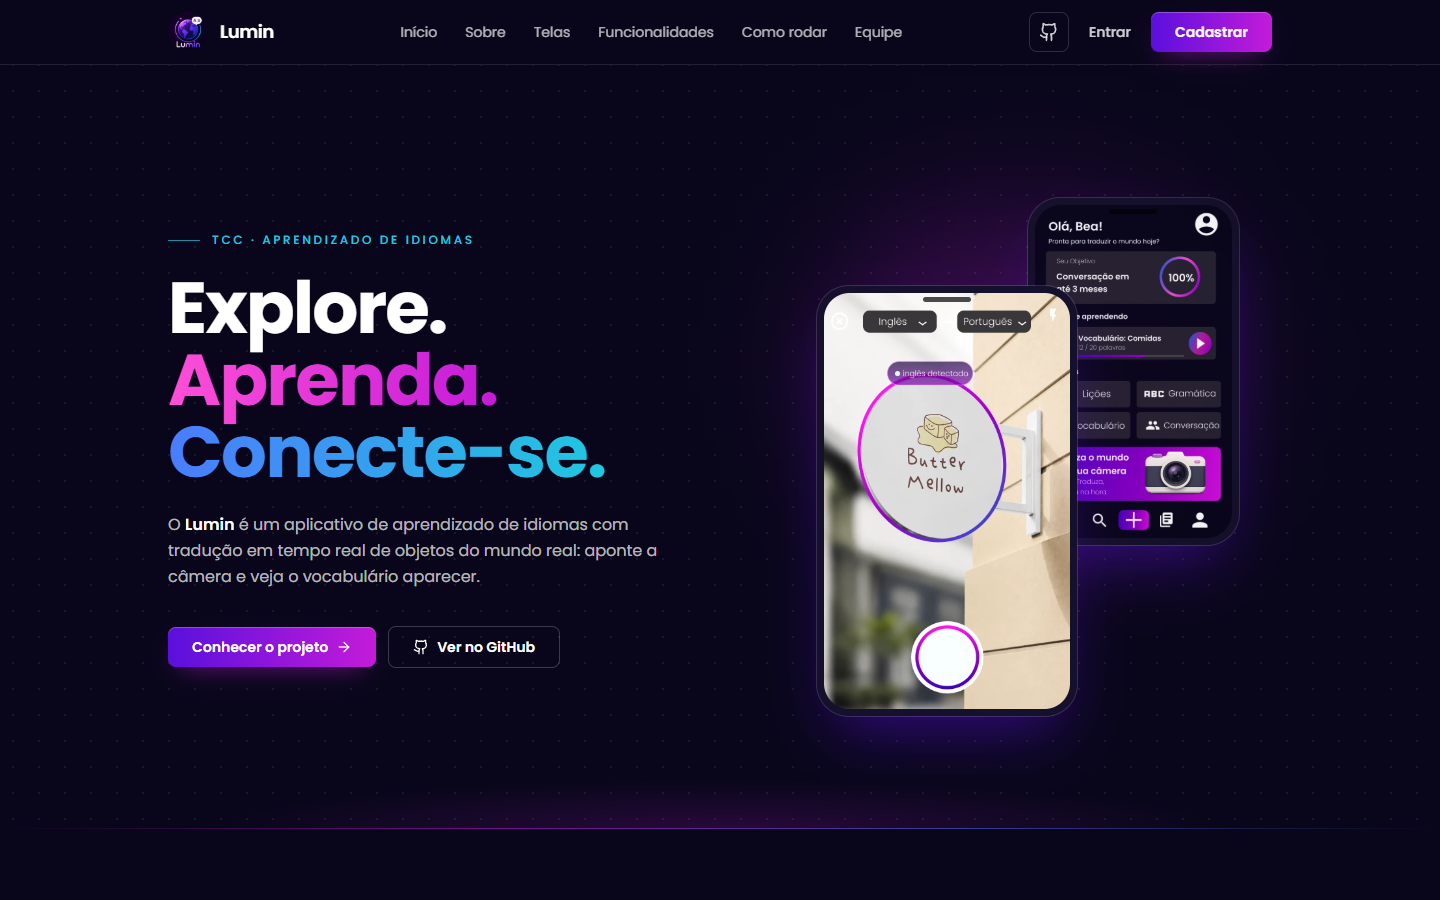 Lumin
Lumin
Início
Sobre
Telas
Funcionalidades
Como rodar
Equipe
Entrar
Cadastrar
TCC · APRENDIZADO DE IDIOMAS
Explore.
Aprenda.
Conecte-se.
O Lumin é um aplicativo de aprendizado de idiomas com
tradução em tempo real de objetos do mundo real: aponte a
câmera e veja o vocabulário aparecer.
Conhecer o projeto
Ver no GitHub
Inglês
Português
inglês detectado
Butter
Mellow
Olá, Bea!
Pronta para traduzir o mundo hoje?
Seu Objetivo
Conversação em
até 3 meses
100%
e aprendendo
Vocabulário: Comidas
12 / 20 palavras
Lições
ABC Gramática
ocabulário
Conversação
za o mundo
ua câmera
Traduza,
na hora.